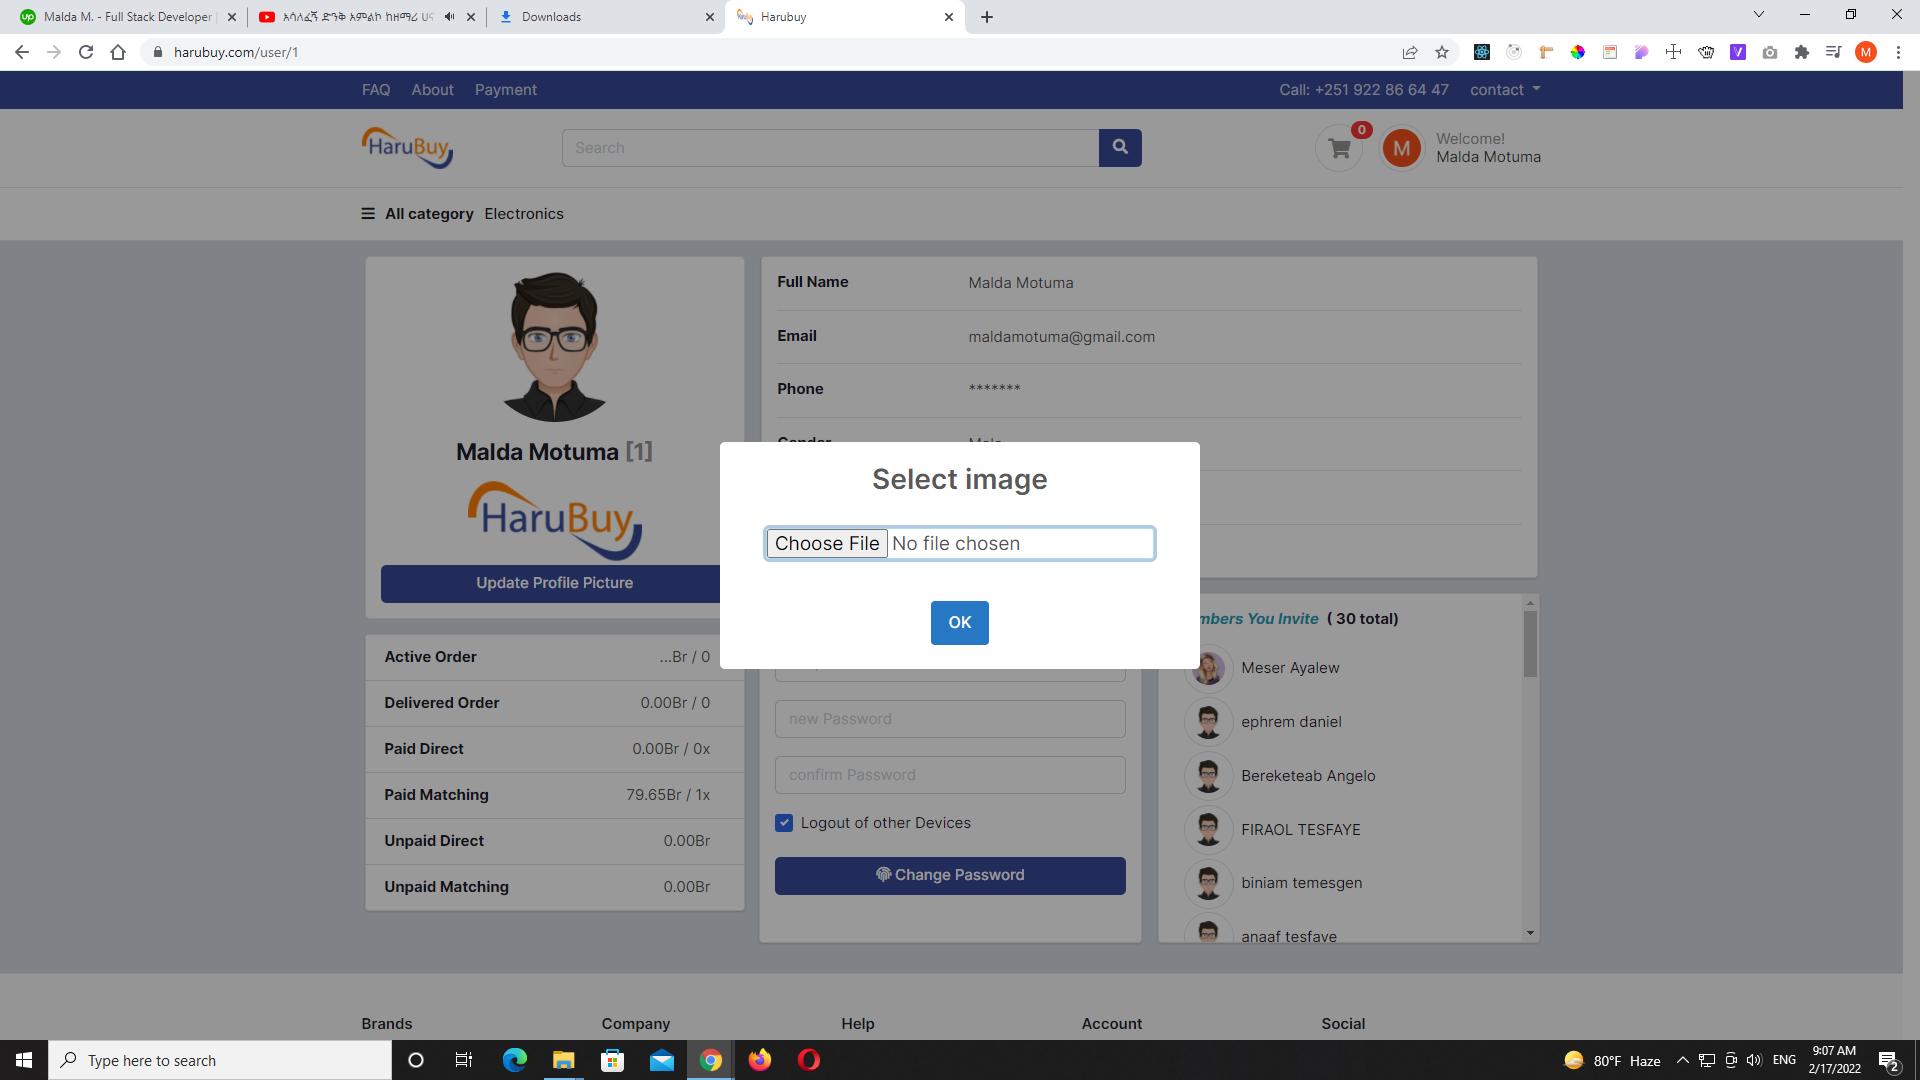 Malda M. - Full Stack Developer
አሳለፈኝ ድንቅ አምልኮ ከዘማሪ
Downloads
Harubuy
harubuy.com/user/1
FAQ About Payment
Call: +251 922 86 64 47 contact
HaruBuy
Search
0
M
Welcome!
Malda Motuma
All category Electronics
Malda Motuma [1]
HaruBuy
Update Profile Picture
Full Name Malda Motuma
Email maldamotuma@gmail.com
Phone *******
Select image
Choose File No file chosen
OK
Active Order ...Br / 0
Delivered Order 0.00Br / 0
Paid Direct 0.00Br / 0x
Paid Matching 79.65Br / 1x
Unpaid Direct 0.00Br
Unpaid Matching 0.00Br
new Password
confirm Password
Logout of other Devices
Change Password
mbers You Invite ( 30 total)
Meser Ayalew
ephrem daniel
Bereketeab Angelo
FIRAOL TESFAYE
biniam temesgen
anaaf tesfaye
Brands Company Help Account Social
Type here to search
80°F Haze
ENG
9:07 AM
2/17/2022
2